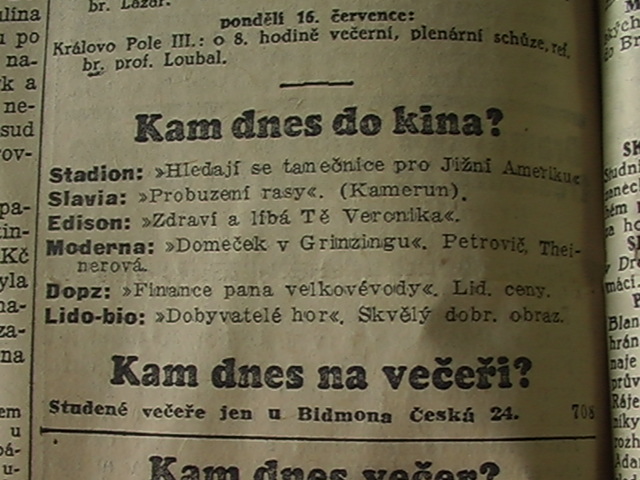 br. Lazar.
pondělí 16. července:
Královo Pole III.: o 8. hodině večerní, plenární schůze, ref.
br. prof. Loubal.
Kam dnes do kina?
Stadion: »Hledají se tanečnice pro Jižní Ameriku«
Slavia: »Probuzení rasy«. (Kamerun).
Edison: »Zdraví a líbá Tě Veronika«.
Moderna: »Domeček v Grinzingu«. Petrovič, Thei-
nerová.
Dopz: »Finance pana velkovévody«. Lid. ceny.
Lido-bio: »Dobyvatelé hor«. Skvělý dobr. obraz.
Kam dnes na večeři?
Studené večeře jen u Bidmona Česká 24. 708
Kam dnes večer?